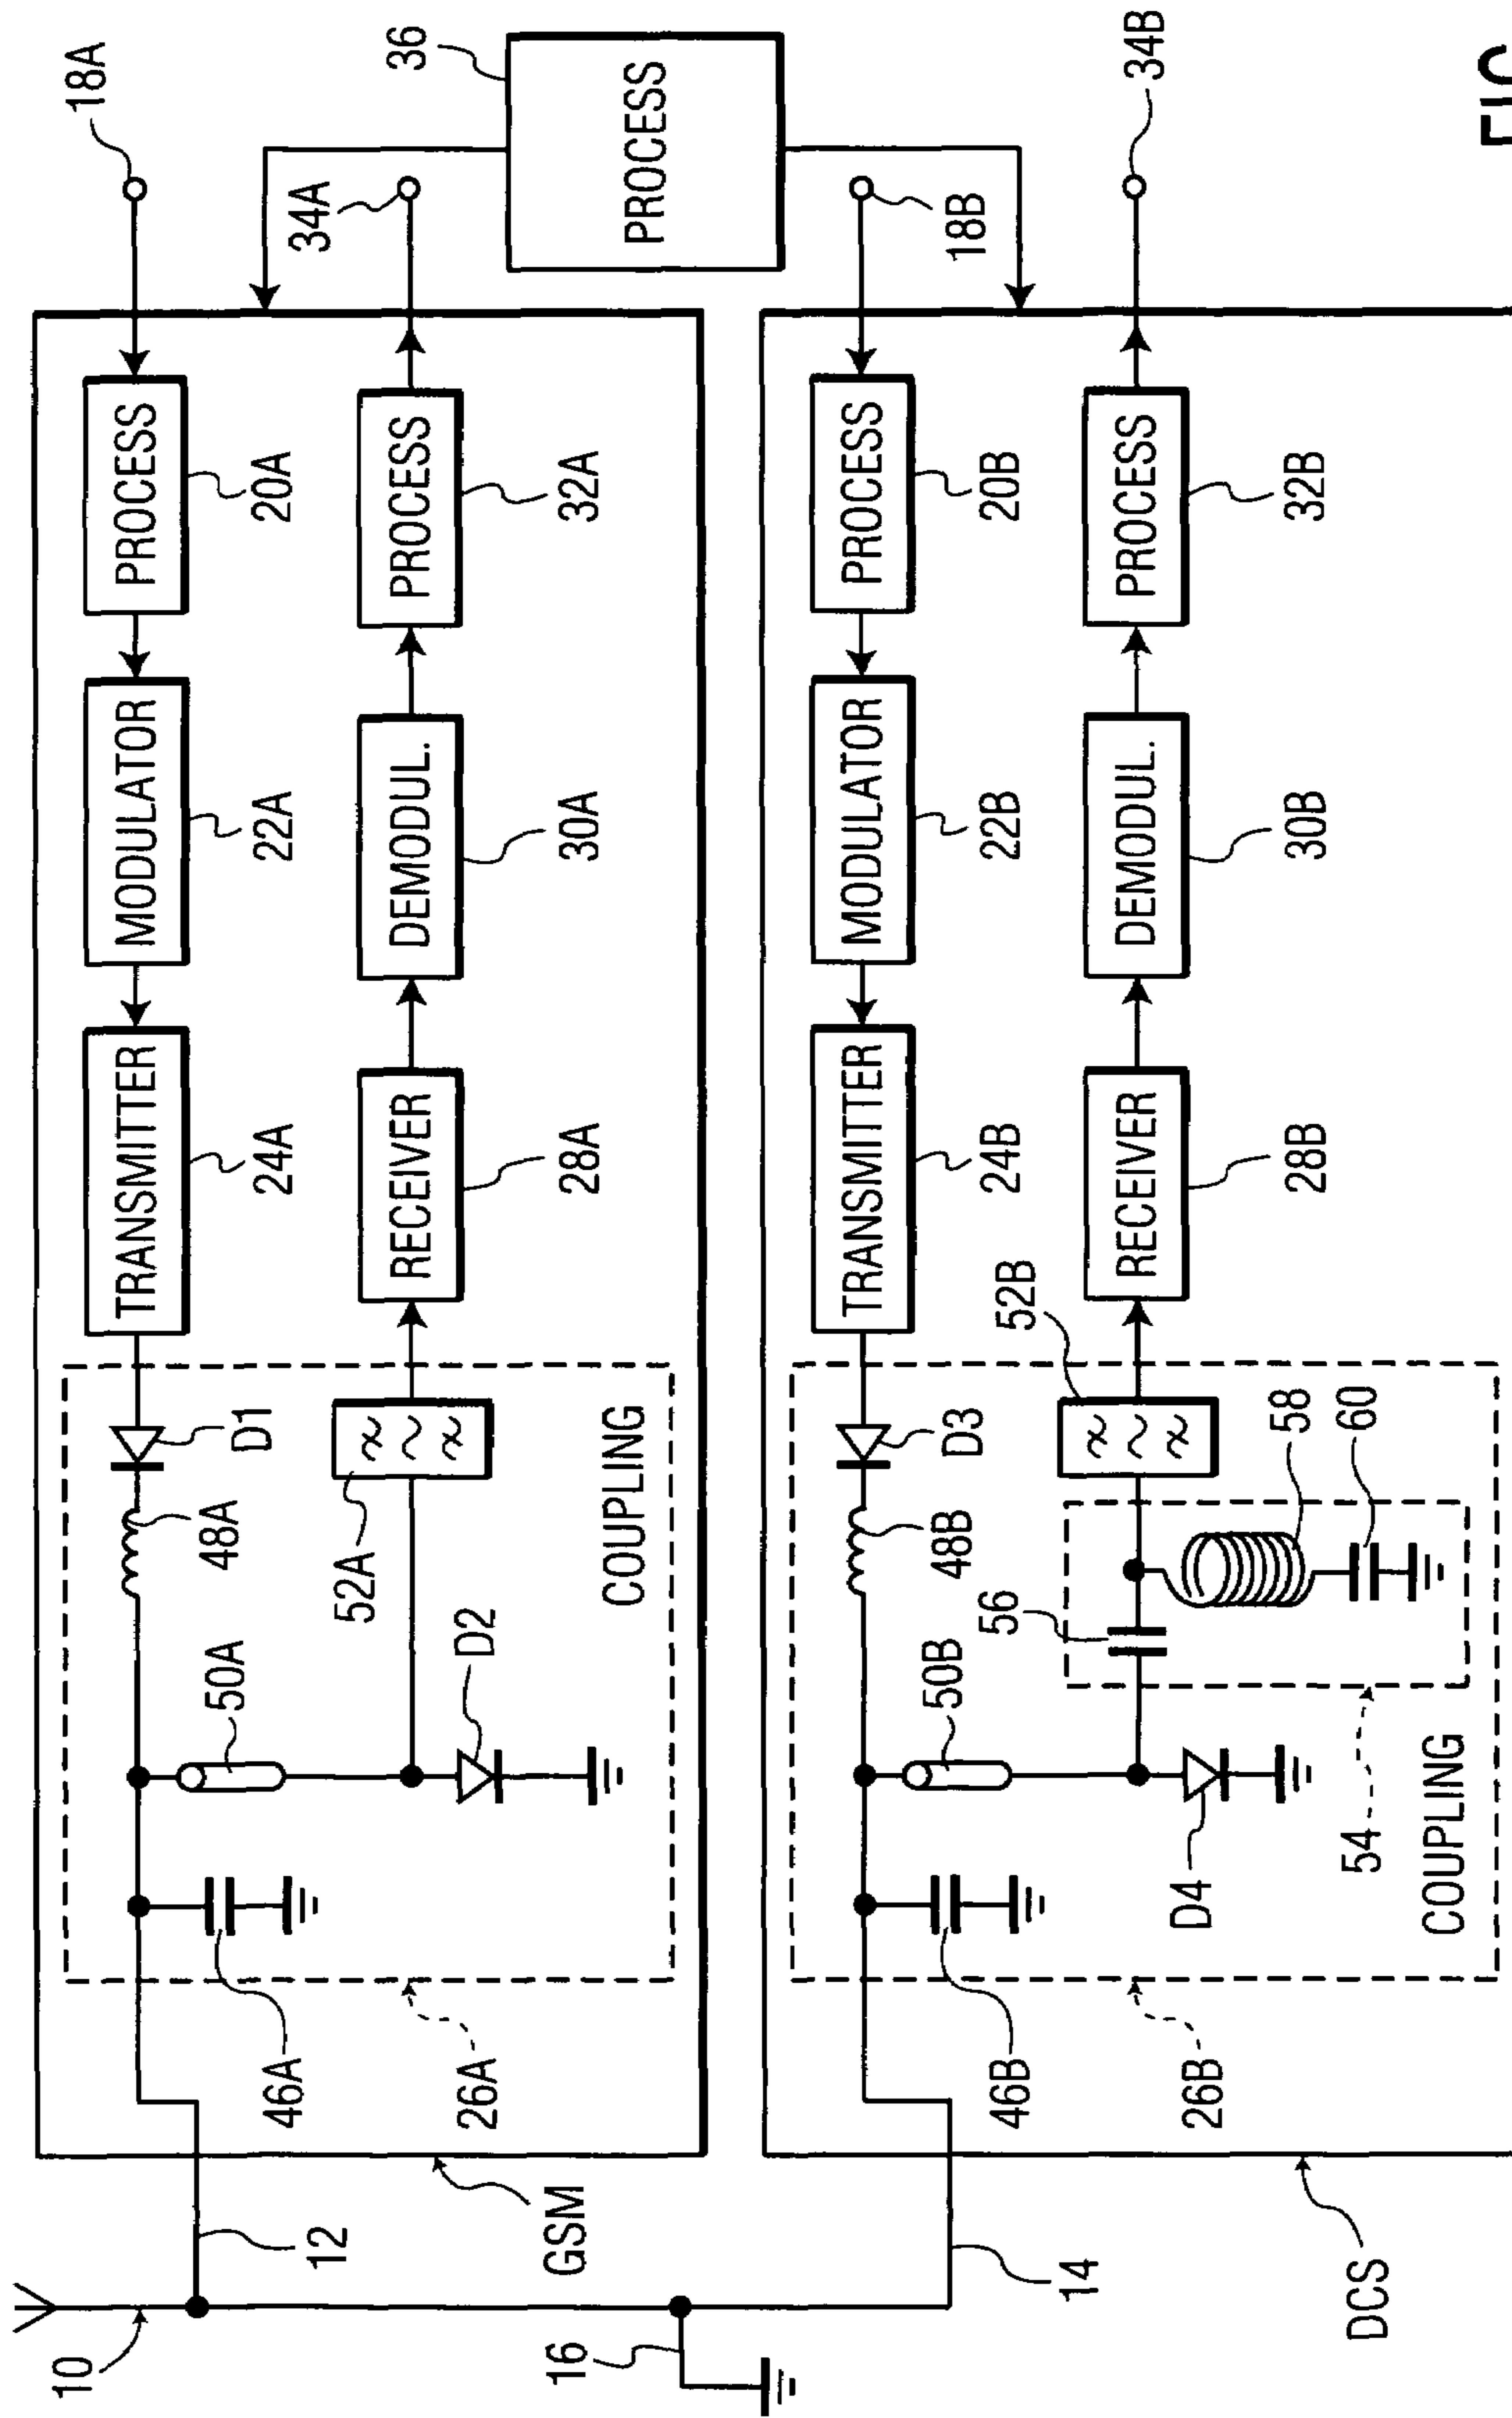 10
18A
TRANSMITTER
MODULATOR
PROCESS
50A
48A
D1
46A
24A
22A
20A
12
34A
52A
RECEIVER
DEMODUL.
PROCESS
36
26A
D2
16
GSM
28A
30A
32A
COUPLING
PROCESS
TRANSMITTER
MODULATOR
PROCESS
50B
48B
D3
18B
46B
56
52B
24B
22B
20B
14
RECEIVER
DEMODUL.
PROCESS
34B
26B
D4
58
28B
30B
32B
DCS
54
60
COUPLING